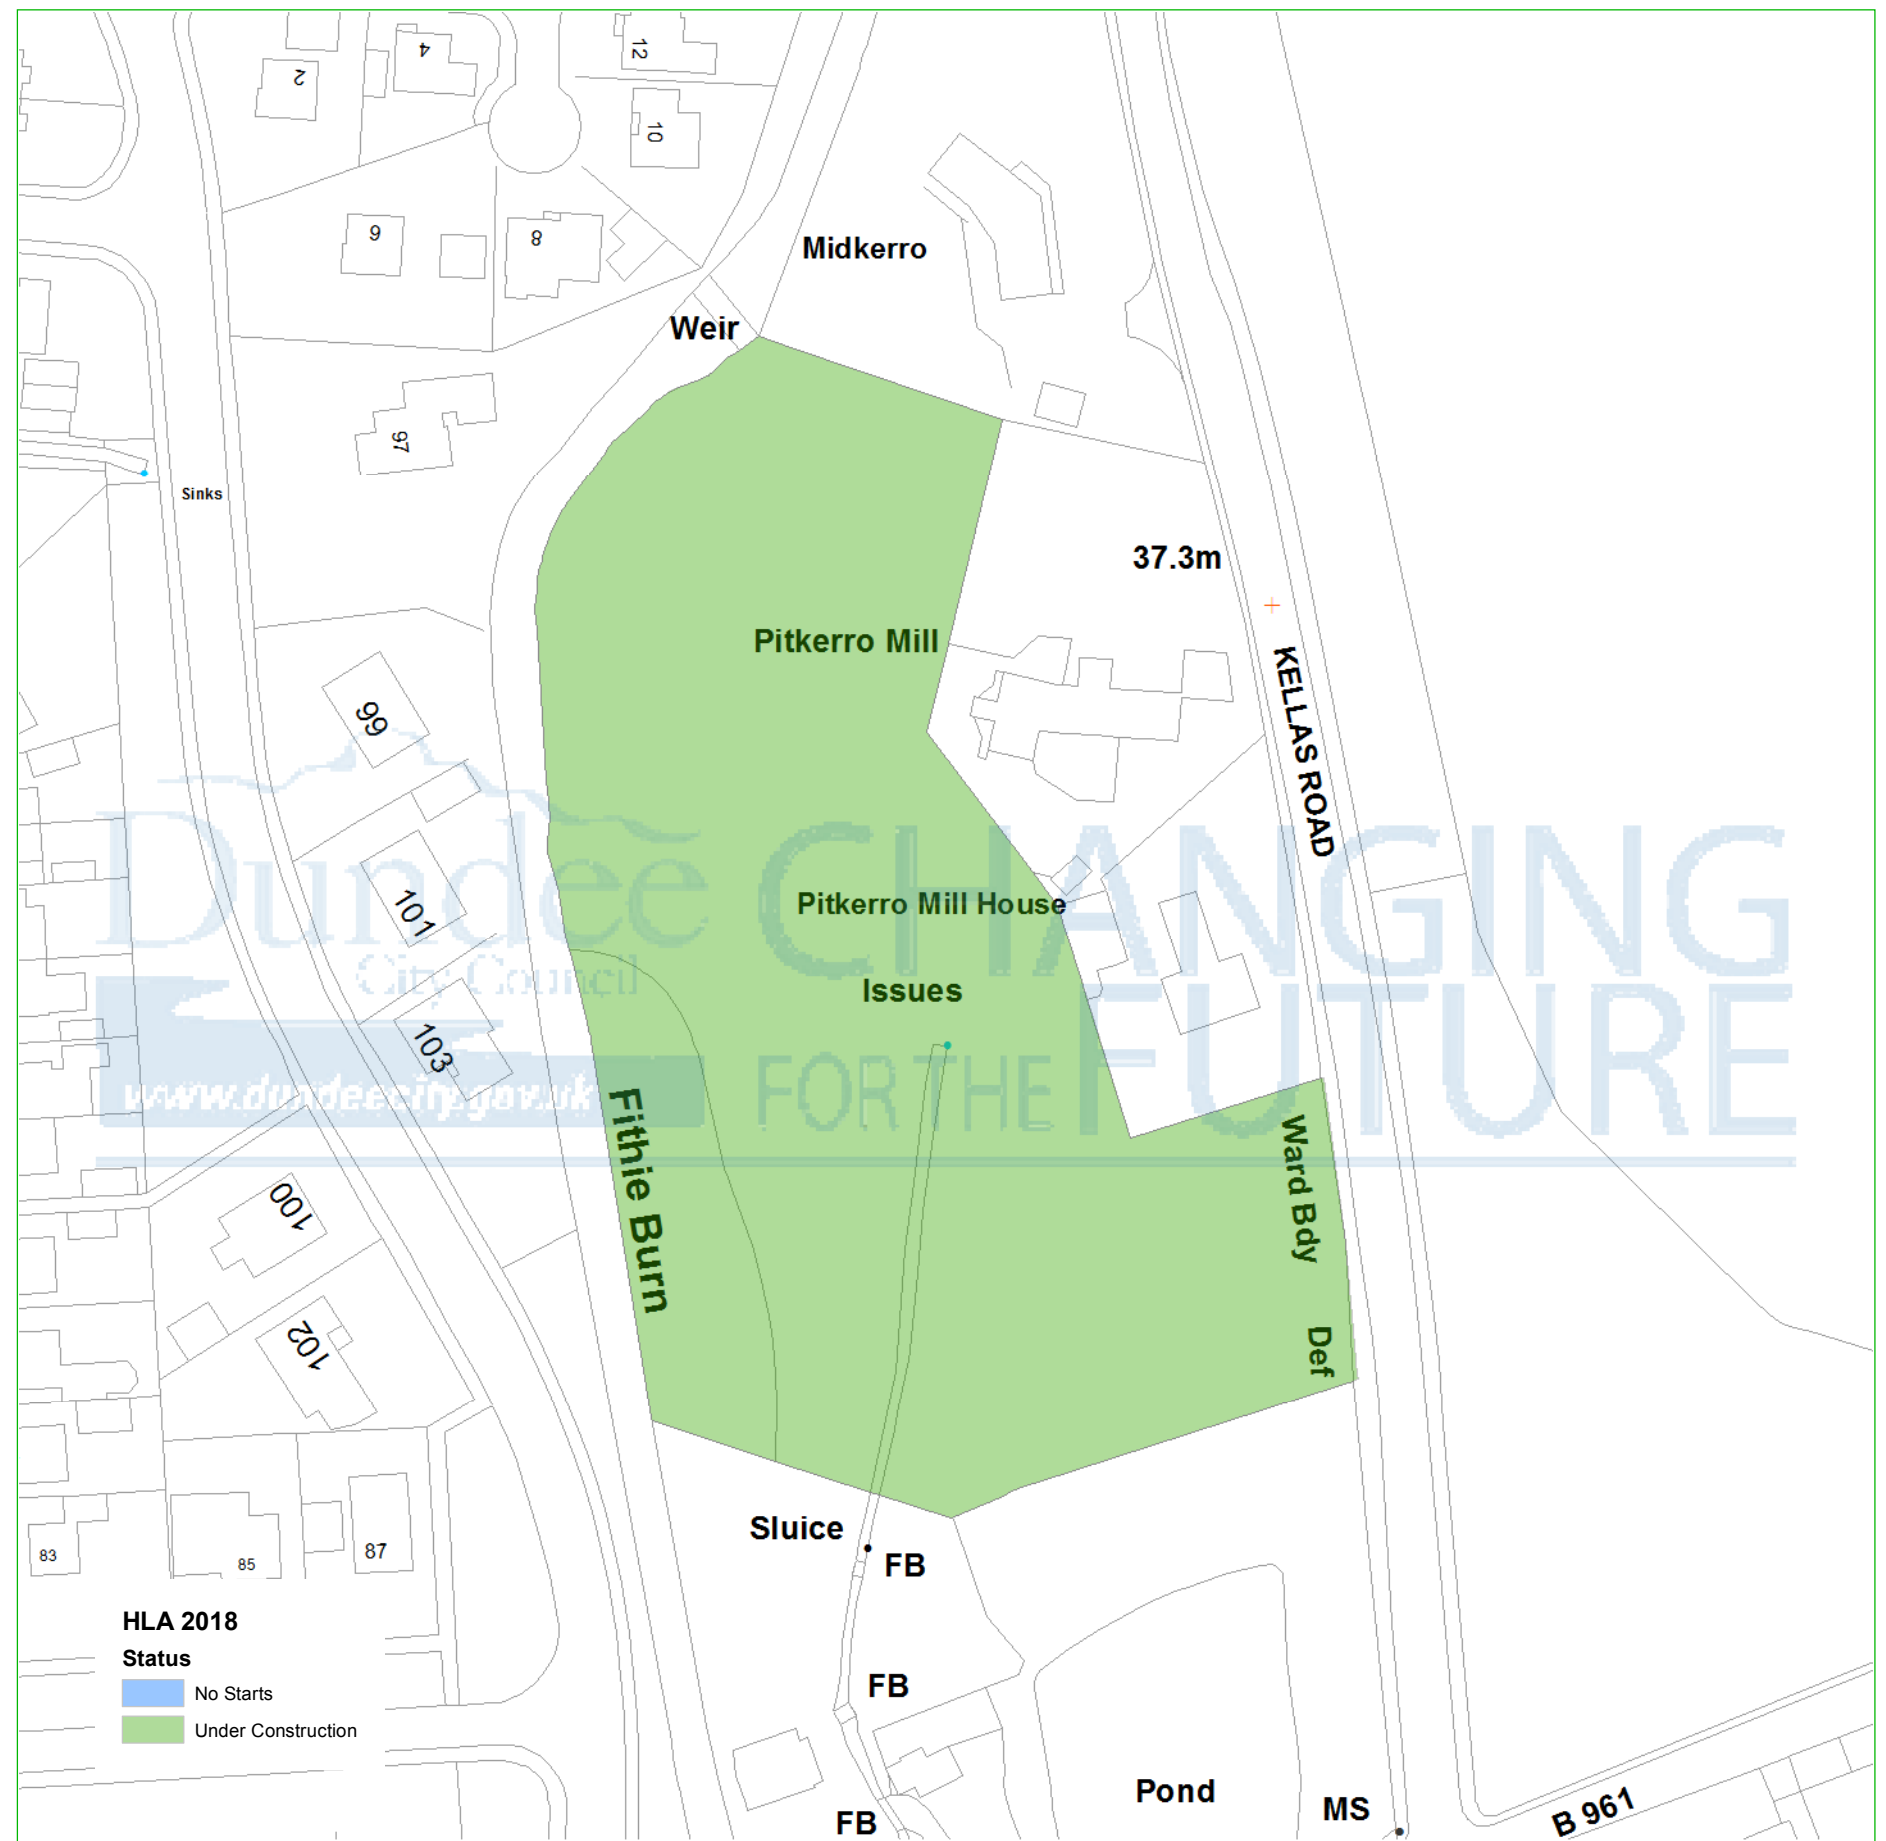 2
4
12
10
6
8
Midkerro
Weir
97
Sinks
37.3m
Pitkerro Mill
KELLAS ROAD
99
Dundee
City Council
www.dundeecity.gov.uk
CHANGING
FOR THE FUTURE
101
Pitkerro Mill House
Issues
103
Fithie Burn
Ward Bdy
100
102
Def
83
85
87
Sluice
FB
HLA 2018
Status
No Starts
Under Construction
FB
Pond
MS
B 961
FB